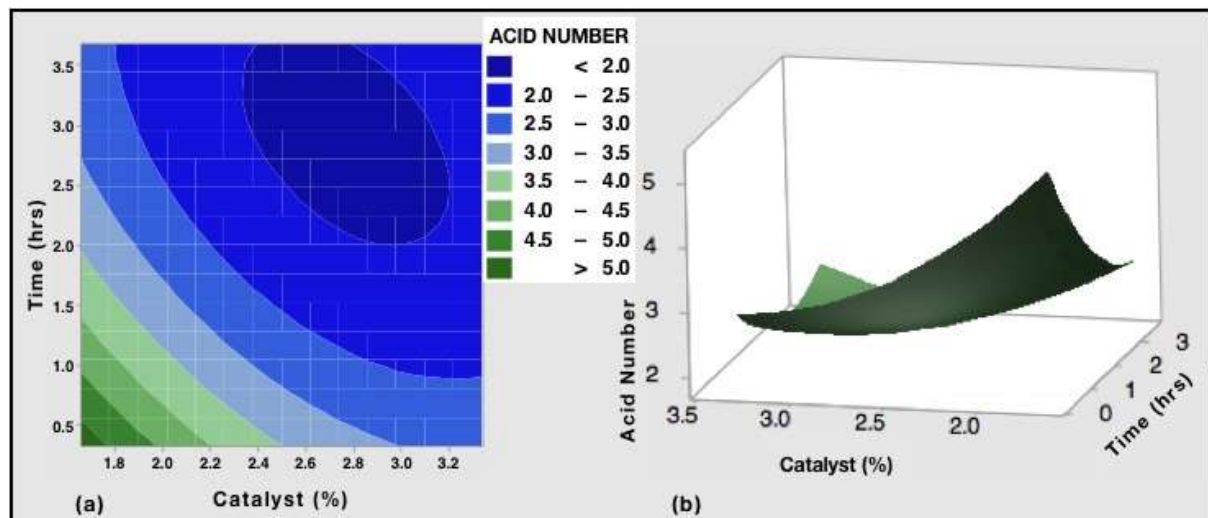 ACID NUMBER
< 2.0
2.0 – 2.5
2.5 – 3.0
3.0 – 3.5
3.5 – 4.0
4.0 – 4.5
4.5 – 5.0
> 5.0
Time (hrs)
3.5
3.0
2.5
2.0
1.5
1.0
0.5
1.8 2.0 2.2 2.4 2.6 2.8 3.0 3.2
Catalyst (%)
(a)
Acid Number
5
4
3
2
3.5 3.0 2.5 2.0
0 1 2 3
Time (hrs)
Catalyst (%)
(b)